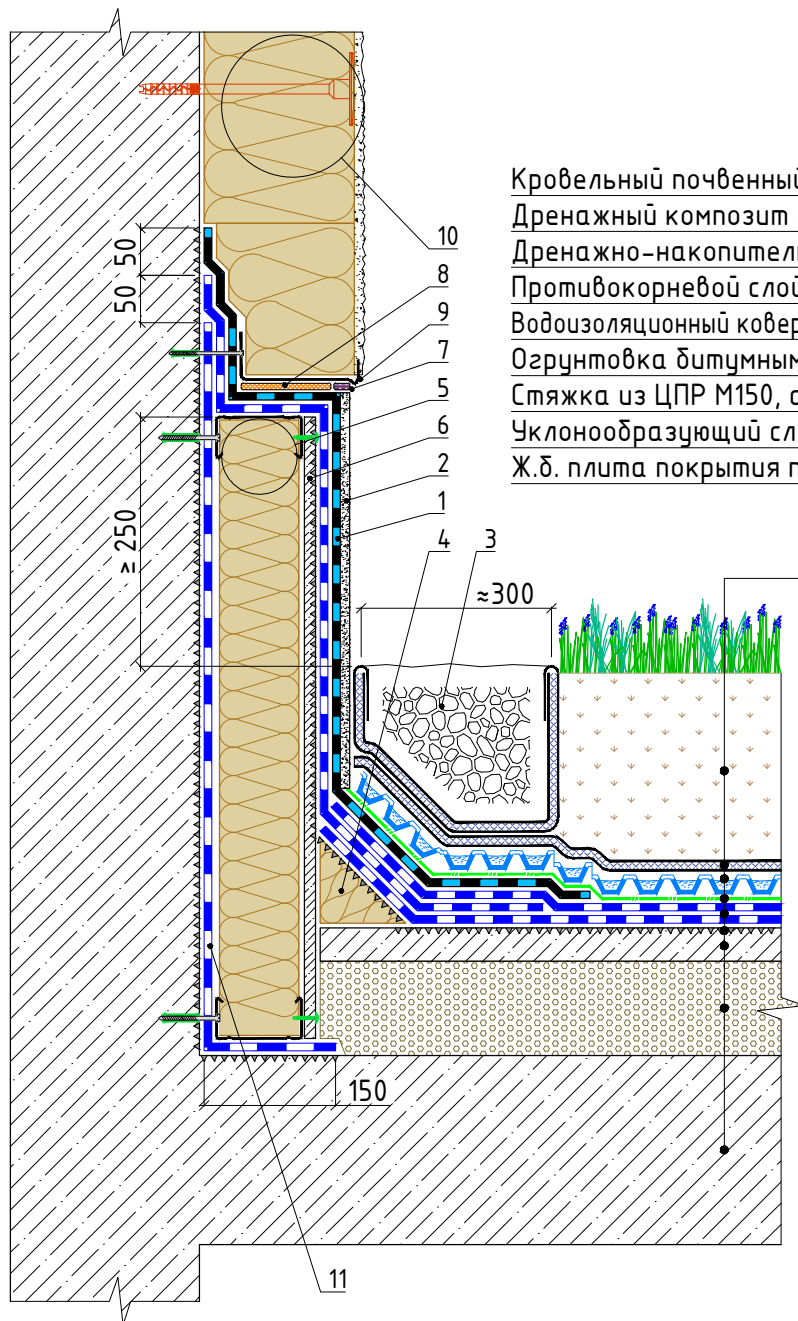 Кровельный почвенный
Дренажный композит
Дренажно-накопитель
Противокорневой слой
Водоизоляционный ковер
Огрунтовка битумным
Стяжка из ЦПР М150, 
Уклонообразующий сл
Ж.б. плита покрытия п
10
8
9
7
5
6
2
1
4
3
50
50
≥ 250
≈300
150
11